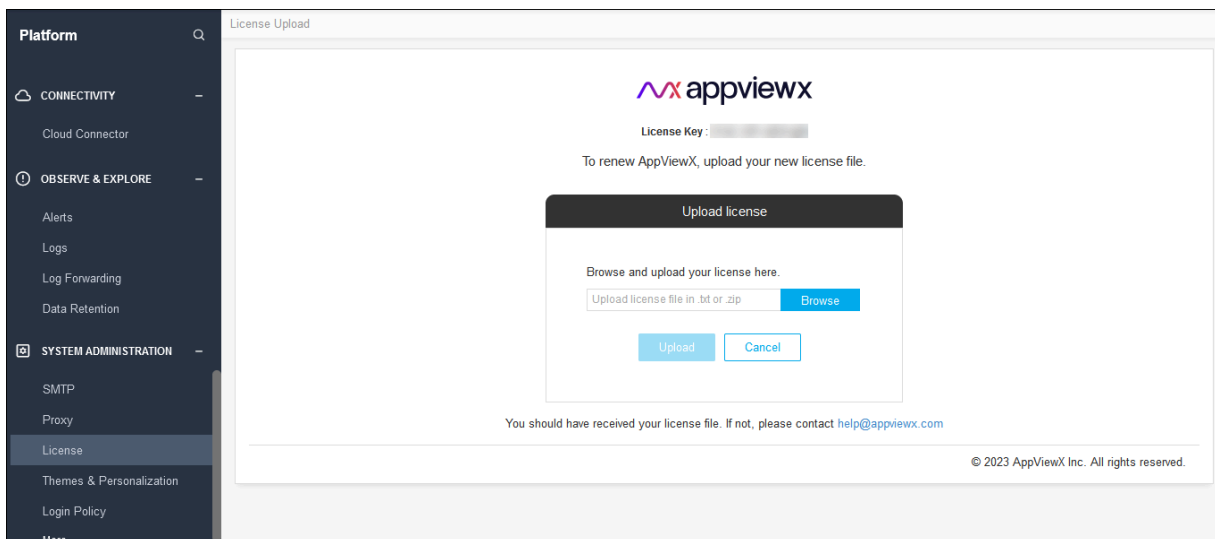 Platform
CONNECTIVITY
Cloud Connector
OBSERVE & EXPLORE
Alerts
Logs
Log Forwarding
Data Retention
SYSTEM ADMINISTRATION
SMTP
Proxy
License
Themes & Personalization
Login Policy
License Upload
appviewx
License Key :
To renew AppViewX, upload your new license file.
Upload license
Browse and upload your license here.
Upload license file in .txt or .zip
Browse
Upload Cancel
You should have received your license file. If not, please contact help@appviewx.com
© 2023 AppViewX Inc. All rights reserved.